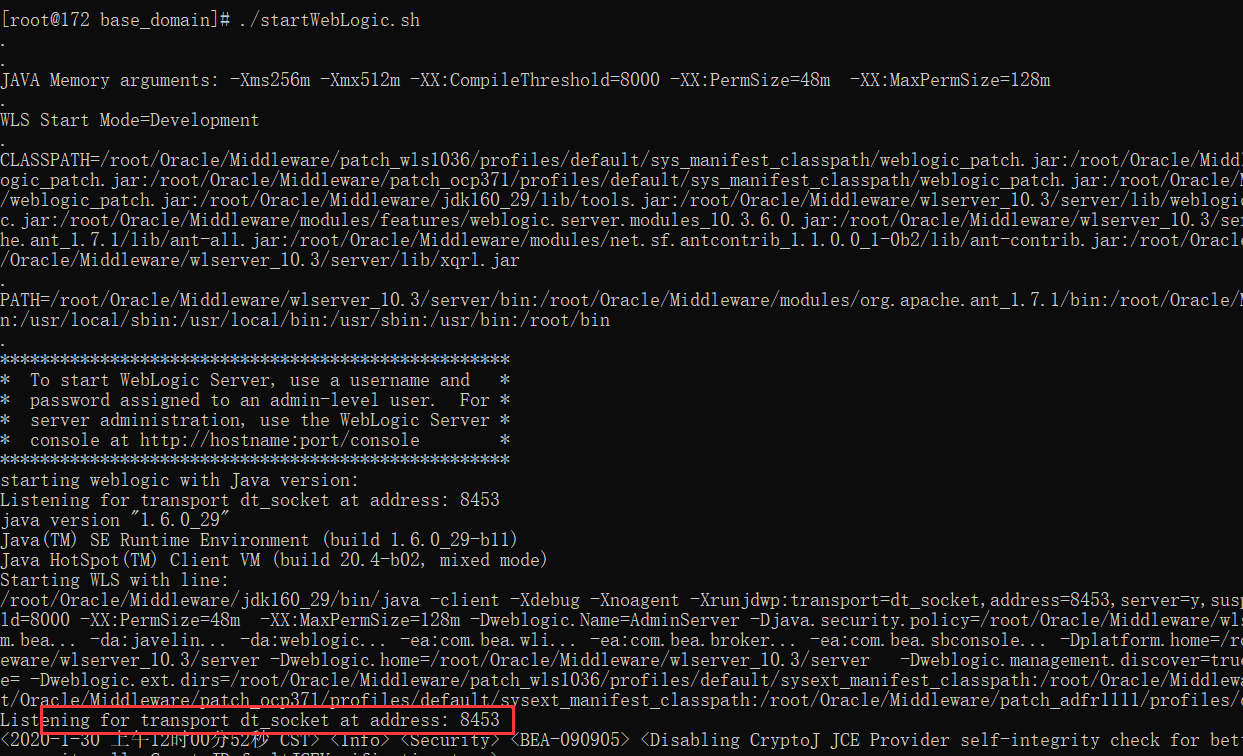 [root@172 base_domain]# ./startWebLogic.sh
.
.
JAVA Memory arguments: -Xms256m -Xmx512m -XX:CompileThreshold=8000 -XX:PermSize=48m  -XX:MaxPermSize=128m
.
WLS Start Mode=Development
.
CLASSPATH=/root/Oracle/Middleware/patch_wls1036/profiles/default/sys_manifest_classpath/weblogic_patch.jar:/root/Oracle/Midd
ogic_patch.jar:/root/Oracle/Middleware/patch_ocp371/profiles/default/sys_manifest_classpath/weblogic_patch.jar:/root/Oracle/M
/weblogic_patch.jar:/root/Oracle/Middleware/jdk160_29/lib/tools.jar:/root/Oracle/Middleware/wlserver_10.3/server/lib/weblogic
c.jar:/root/Oracle/Middleware/modules/features/weblogic.server.modules_10.3.6.0.jar:/root/Oracle/Middleware/wlserver_10.3/ser
he.ant_1.7.1/lib/ant-all.jar:/root/Oracle/Middleware/modules/net.sf.antcontrib_1.1.0.0_1-0b2/lib/ant-contrib.jar:/root/Oracle
/Oracle/Middleware/wlserver_10.3/server/lib/xqrl.jar
.
PATH=/root/Oracle/Middleware/wlserver_10.3/server/bin:/root/Oracle/Middleware/modules/org.apache.ant_1.7.1/bin:/root/Oracle/M
n:/usr/local/sbin:/usr/local/bin:/usr/sbin:/usr/bin:/root/bin
.
***************************************************
*  To start WebLogic Server, use a username and   *
*  password assigned to an admin-level user.  For *
*  server administration, use the WebLogic Server *
*  console at http://hostname:port/console        *
***************************************************
starting weblogic with Java version:
Listening for transport dt_socket at address: 8453
java version "1.6.0_29"
Java(TM) SE Runtime Environment (build 1.6.0_29-b11)
Java HotSpot(TM) Client VM (build 20.4-b02, mixed mode)
Starting WLS with line:
/root/Oracle/Middleware/jdk160_29/bin/java -client -Xdebug -Xnoagent -Xrunjdwp:transport=dt_socket,address=8453,server=y,susp
ld=8000 -XX:PermSize=48m  -XX:MaxPermSize=128m -Dweblogic.Name=AdminServer -Djava.security.policy=/root/Oracle/Middleware/wls
m.bea... -da:javelin... -da:weblogic... -ea:com.bea.wli... -ea:com.bea.broker... -ea:com.bea.sbconsole... -Dplatform.home=/ro
eware/wlserver_10.3/server -Dweblogic.home=/root/Oracle/Middleware/wlserver_10.3/server   -Dweblogic.management.discover=true
e= -Dweblogic.ext.dirs=/root/Oracle/Middleware/patch_wls1036/profiles/default/sysext_manifest_classpath:/root/Oracle/Middlewa
t/Oracle/Middleware/patch_ocp371/profiles/default/sysext_manifest_classpath:/root/Oracle/Middleware/patch_adfr1111/profiles/d
Listening for transport dt_socket at address: 8453
<2020-1-30 上午12时00分52秒 CST> <Info> <Security> <BEA-090905> <Disabling CryptoJ JCE Provider self-integrity check for bett